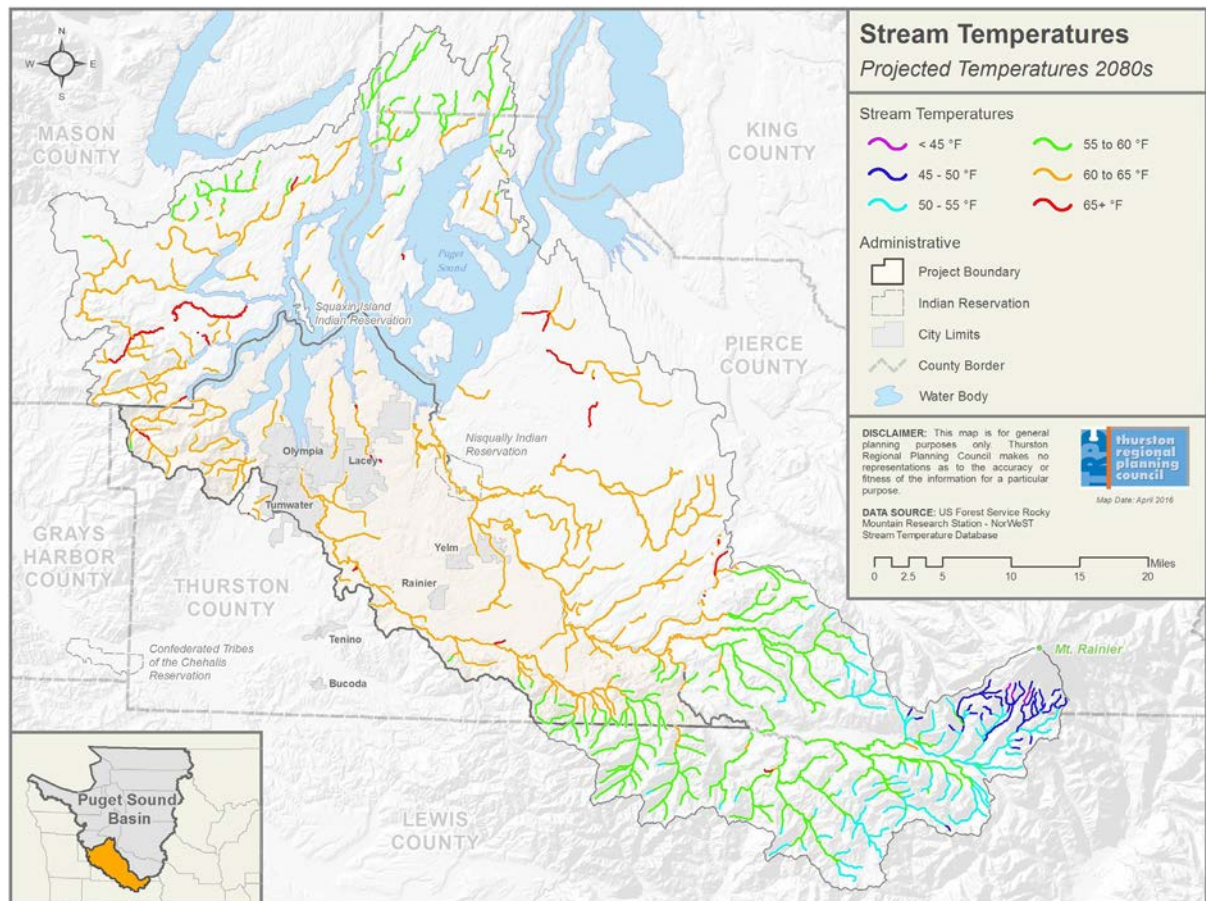 Stream Temperatures
Projected Temperatures 2080s
Stream Temperatures
< 45 °F
55 to 60 °F
45 - 50 °F
60 to 65 °F
50 - 55 °F
65+ °F
Administrative
Project Boundary
Indian Reservation
City Limits
County Border
Water Body
DISCLAIMER: This map is for general
planning purposes only. Thurston
Regional Planning Council makes no
representations as to the accuracy or
fitness of the information for a particular
purpose.
TRPC
thurston
regional
planning
council
Map Date: April 2016
DATA SOURCE: US Forest Service Rocky
Mountain Research Station - NorWeST
Stream Temperature Database
Miles
0 2.5 5 10 15 20
N
W E
S
MASON
COUNTY
KING
COUNTY
Puget
Sound
Squaxin Island
Indian Reservation
PIERCE
COUNTY
Nisqually Indian
Reservation
Olympia
Lacey
Tumwater
GRAYS
HARBOR
COUNTY
Yelm
THURSTON
COUNTY
Rainier
Tenino
Confederated Tribes
of the Chehalis
Reservation
Bucoda
Mt. Rainier
LEWIS
COUNTY
Puget Sound
Basin